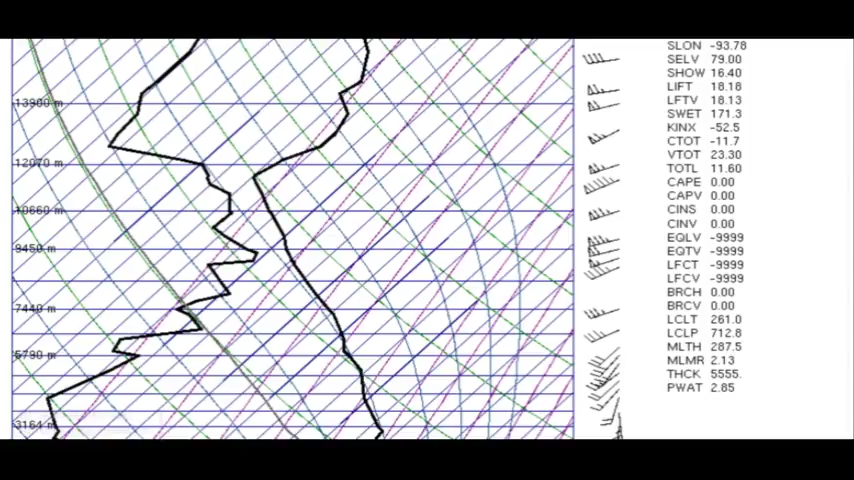 SLON -93.78
SELV 79.00
SHOW 16.40
LIFT 18.18
LFTV 18.13
SWET 171.3
KINX -52.5
CTOT -11.7
VTOT 23.30
TOTL 11.60
CAPE 0.00
CAPV 0.00
CINS 0.00
CINV 0.00
EQLV -9999
EQTV -9999
LFCT -9999
LFCV -9999
BRCH 0.00
BRCV 0.00
LCLT 261.0
LCLP 712.8
MLTH 287.5
MLMR 2.13
THCK 5555.
PWAT 2.85
13900 m
12070 m
10660 m
9450 m
7440 m
5790 m
3164 m